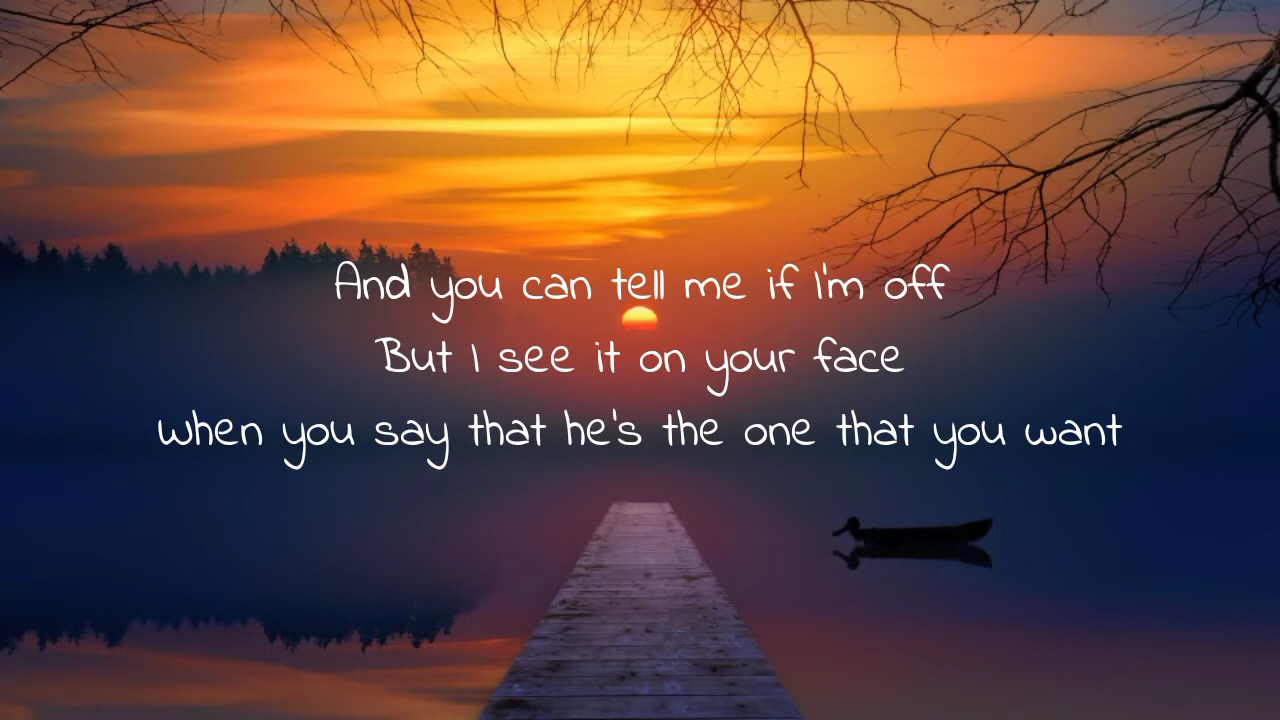 And you can tell me if I'm off
But I see it on your face
when you say that he's the one that you want